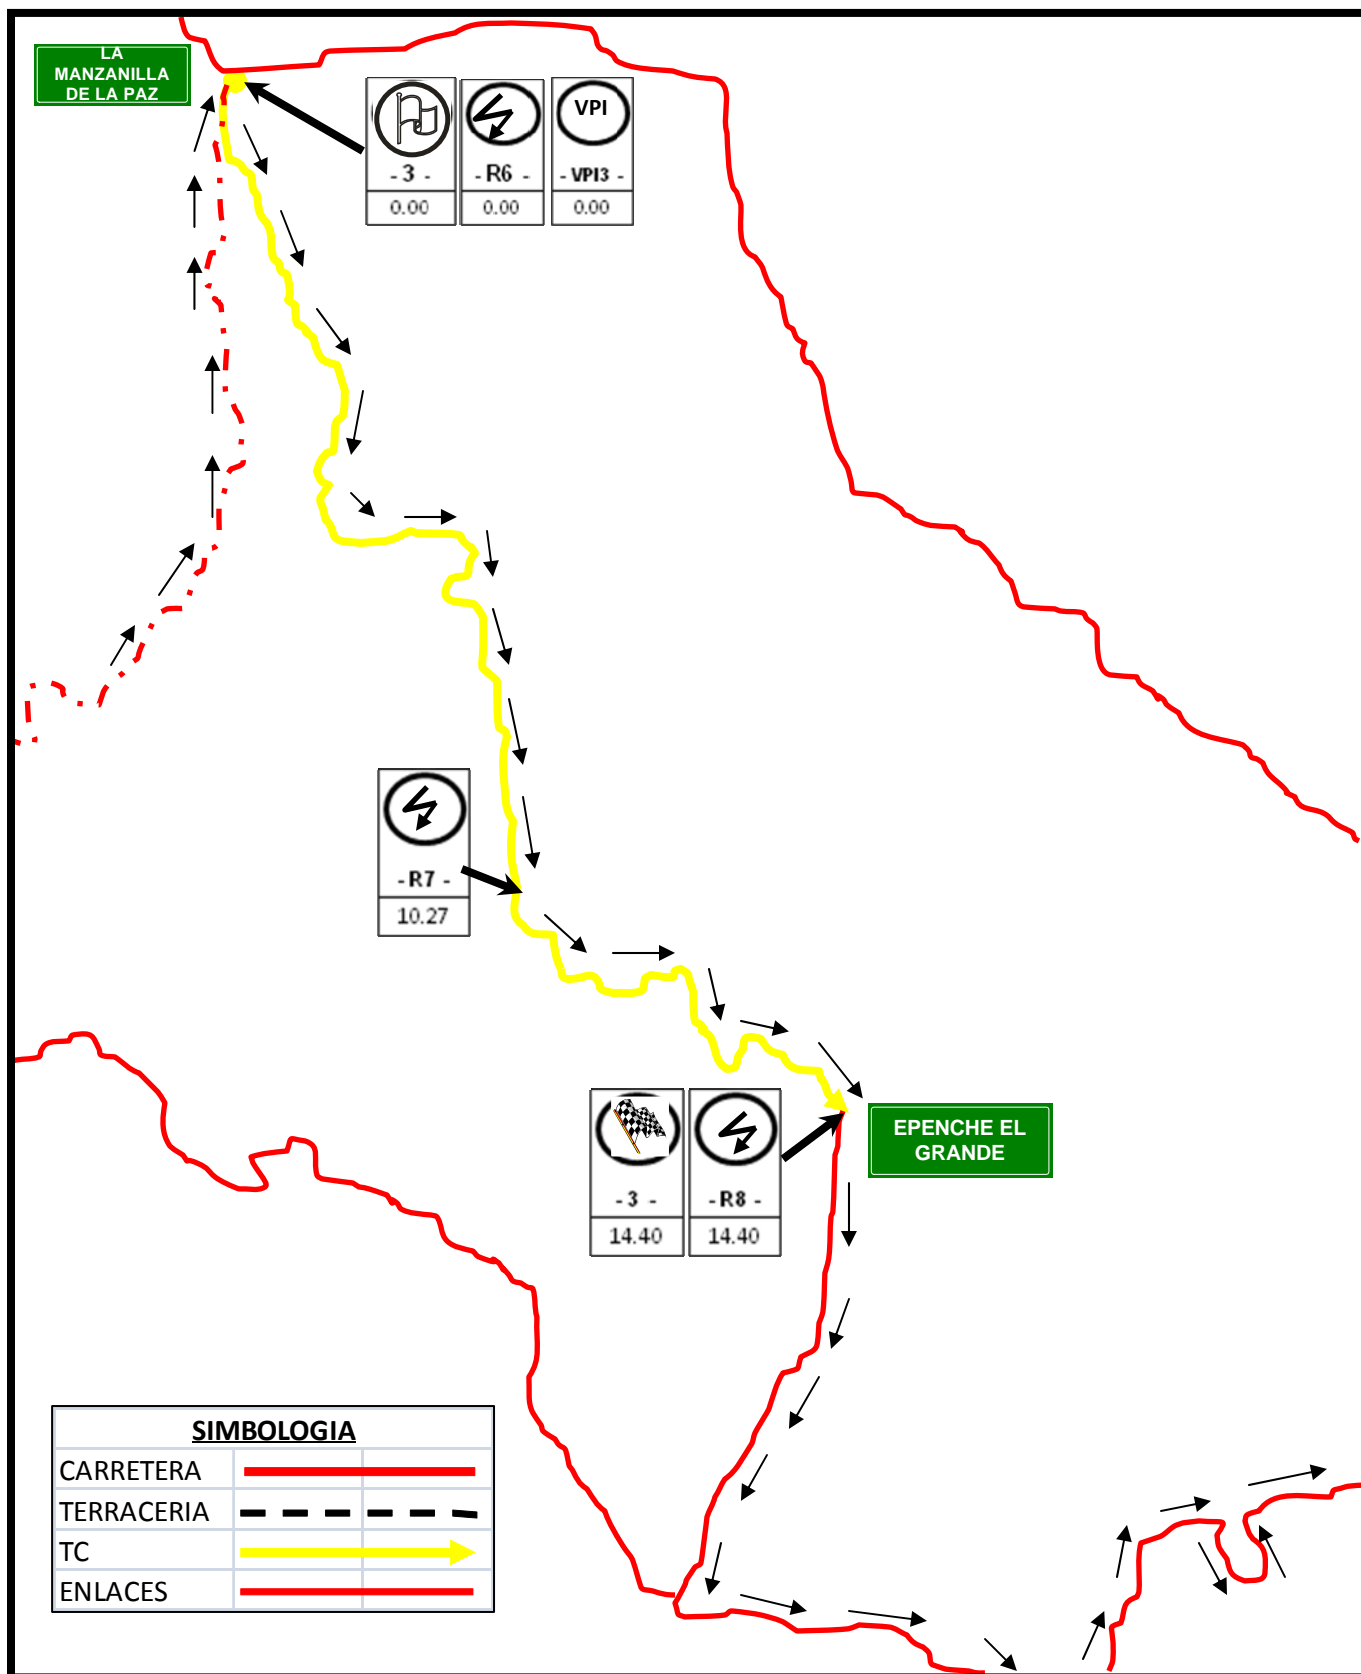 LA
MANZANILLA
DE LA PAZ
VPI
- 3 -
- R6 -
- VPI3 -
0.00
0.00
0.00
- R7 -
10.27
EPENCHE EL
GRANDE
- 3 -
- R8 -
14.40
14.40
SIMBOLOGIA
CARRETERA
TERRACERIA
TC
ENLACES